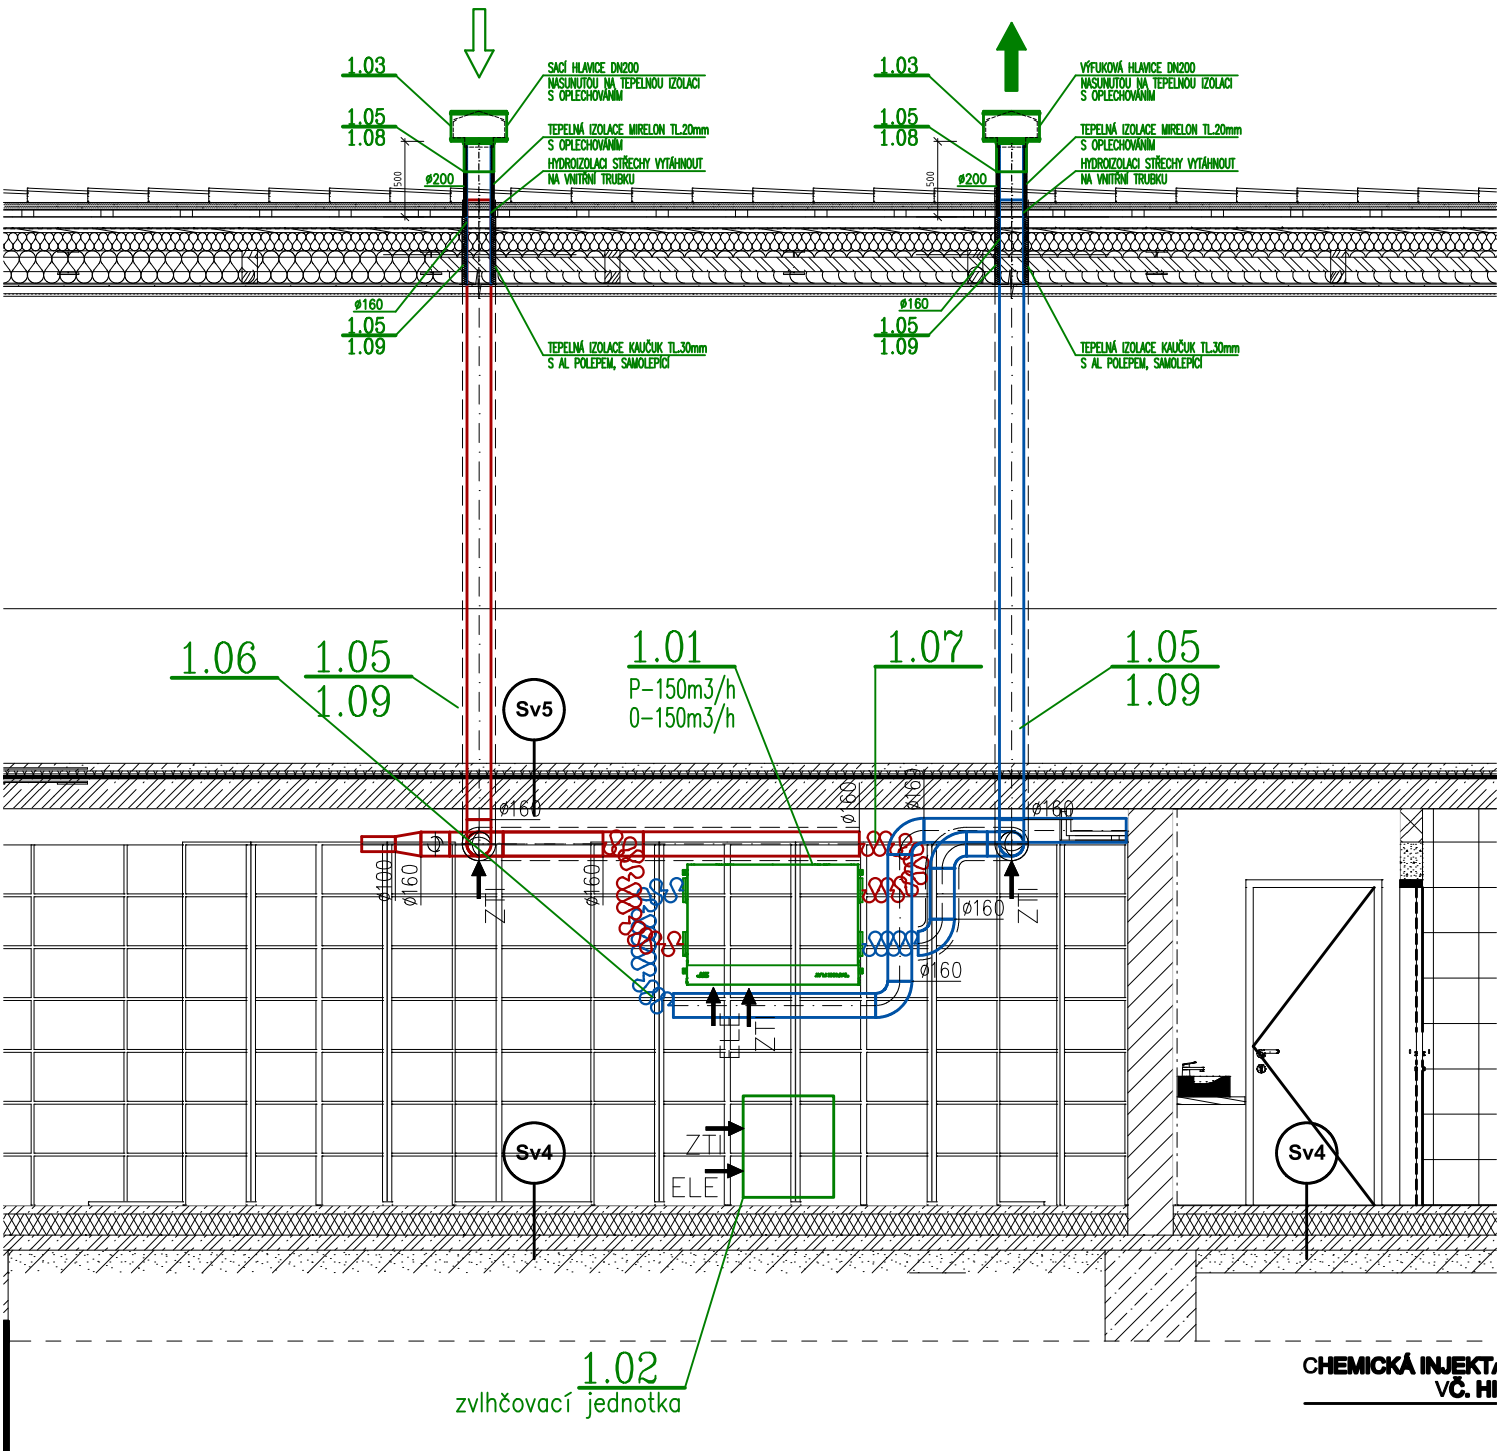 1.03
SACÍ HLAVICE DN200
NASUNUTOU NA TEPELNOU IZOLACI
S OPLECHOVÁNÍM
1.05
1.08
TEPELNÁ IZOLACE MIRELON TL.20mm
S OPLECHOVÁNÍM
HYDROIZOLACI STŘECHY VYTÁHNOUT
NA VNITŘNÍ TRUBKU
500
ø200
ø160
1.05
1.09
TEPELNÁ IZOLACE KAUČUK TL.30mm
S AL POLEPEM, SAMOLEPÍCÍ
1.03
VÝFUKOVÁ HLAVICE DN200
NASUNUTOU NA TEPELNOU IZOLACI
S OPLECHOVÁNÍM
1.05
1.08
TEPELNÁ IZOLACE MIRELON TL.20mm
S OPLECHOVÁNÍM
HYDROIZOLACI STŘECHY VYTÁHNOUT
NA VNITŘNÍ TRUBKU
500
ø200
ø160
1.05
1.09
TEPELNÁ IZOLACE KAUČUK TL.30mm
S AL POLEPEM, SAMOLEPÍCÍ
1.06
1.05
1.09
Sv5
1.01
P-150m3/h
O-150m3/h
1.07
1.05
1.09
ø160
ø160
ø160
ø160
ø100
ø160
ZTI
ø160
ø160
ZTI
ø160
ELE
ZTI
ZTI
ELE
Sv4
Sv4
1.02
zvlhčovací jednotka
CHEMICKÁ INJEKTÁ
VČ. HI